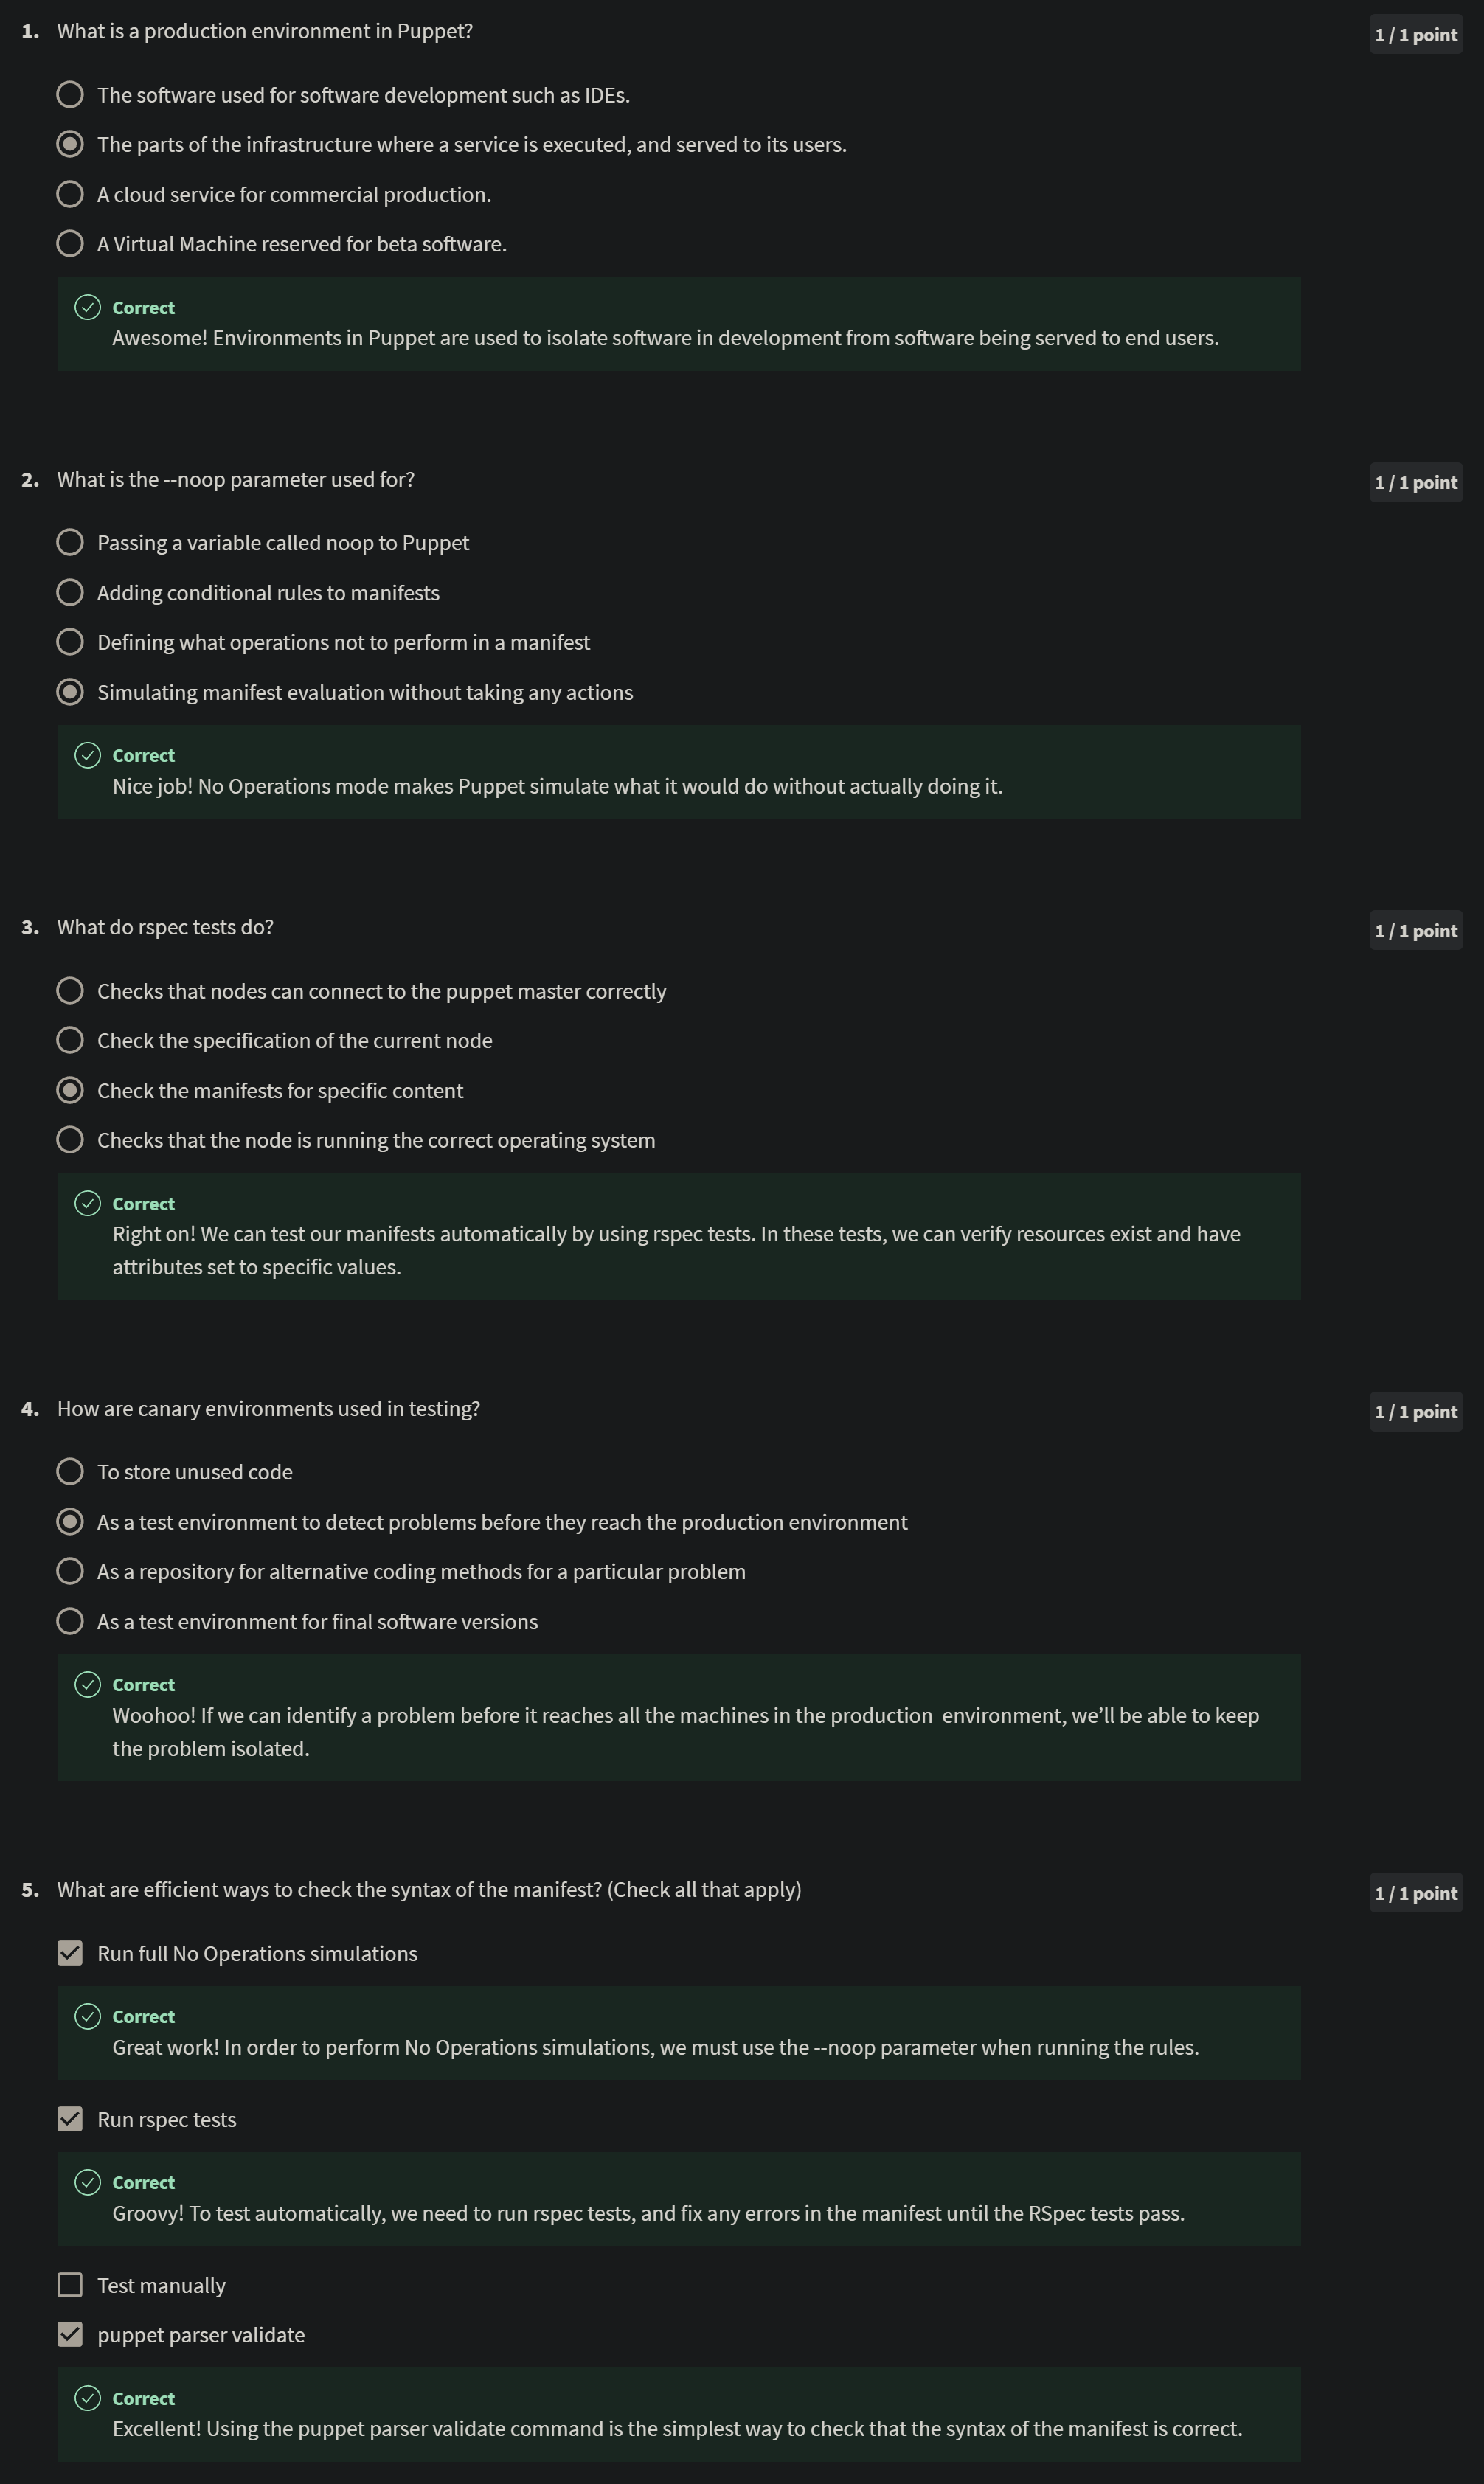 1. What is a production environment in Puppet?
1 / 1 point
The software used for software development such as IDEs.
The parts of the infrastructure where a service is executed, and served to its users.
A cloud service for commercial production.
A Virtual Machine reserved for beta software.
Correct
Awesome! Environments in Puppet are used to isolate software in development from software being served to end users.
2. What is the --noop parameter used for?
1 / 1 point
Passing a variable called noop to Puppet
Adding conditional rules to manifests
Defining what operations not to perform in a manifest
Simulating manifest evaluation without taking any actions
Correct
Nice job! No Operations mode makes Puppet simulate what it would do without actually doing it.
3. What do rspec tests do?
1 / 1 point
Checks that nodes can connect to the puppet master correctly
Check the specification of the current node
Check the manifests for specific content
Checks that the node is running the correct operating system
Correct
Right on! We can test our manifests automatically by using rspec tests. In these tests, we can verify resources exist and have
attributes set to specific values.
4. How are canary environments used in testing?
1 / 1 point
To store unused code
As a test environment to detect problems before they reach the production environment
As a repository for alternative coding methods for a particular problem
As a test environment for final software versions
Correct
Woohoo! If we can identify a problem before it reaches all the machines in the production  environment, we’ll be able to keep
the problem isolated.
5. What are efficient ways to check the syntax of the manifest? (Check all that apply)
1 / 1 point
Run full No Operations simulations
Correct
Great work! In order to perform No Operations simulations, we must use the --noop parameter when running the rules.
Run rspec tests
Correct
Groovy! To test automatically, we need to run rspec tests, and fix any errors in the manifest until the RSpec tests pass.
Test manually
puppet parser validate
Correct
Excellent! Using the puppet parser validate command is the simplest way to check that the syntax of the manifest is correct.